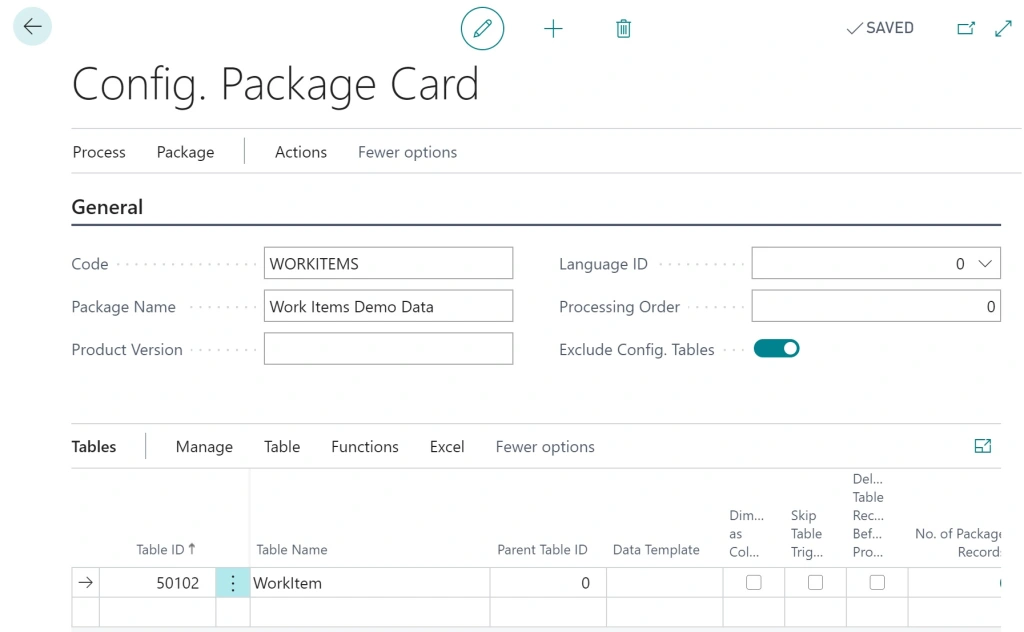 SAVED
Config. Package Card
Process Package Actions Fewer options
General
Code WORKITEMS Language ID 0
Package Name Work Items Demo Data Processing Order 0
Product Version Exclude Config. Tables
Tables Manage Table Functions Excel Fewer options
Del...
Table
Dim... Skip Rec...
as Table Bef... No. of Package
Table ID ↑ Table Name Parent Table ID Data Template Col... Trig... Pro... Record
50102 WorkItem 0